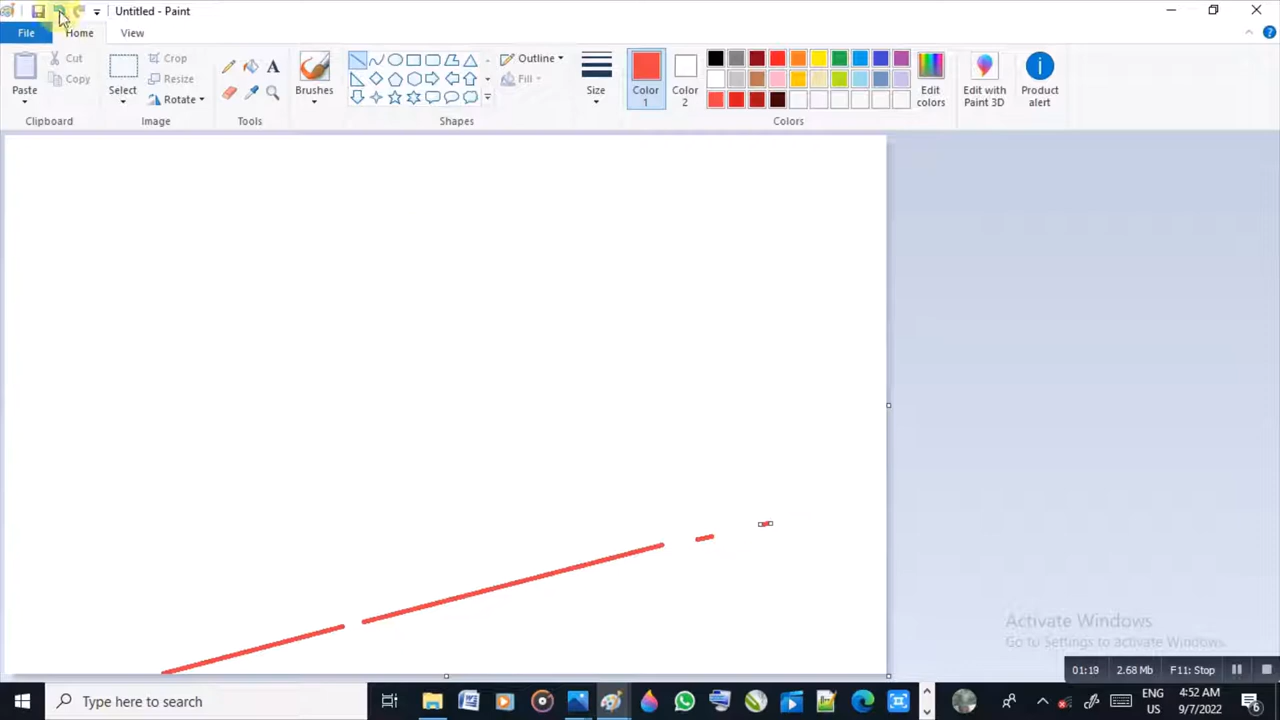 Untitled - Paint
File
Home
View
Paste
Cut
Copy
Clipboard
Select
Crop
Resize
Rotate
Image
A
Tools
Brushes
Shapes
Outline
Fill
Size
Color
1
Color
2
Colors
Edit
colors
Edit with
Paint 3D
Product
alert
Activate Windows
Go to Settings to activate Windows.
01:19
2.68 Mb
F11: Stop
Type here to search
ENG
US
4:52 AM
9/7/2022
6